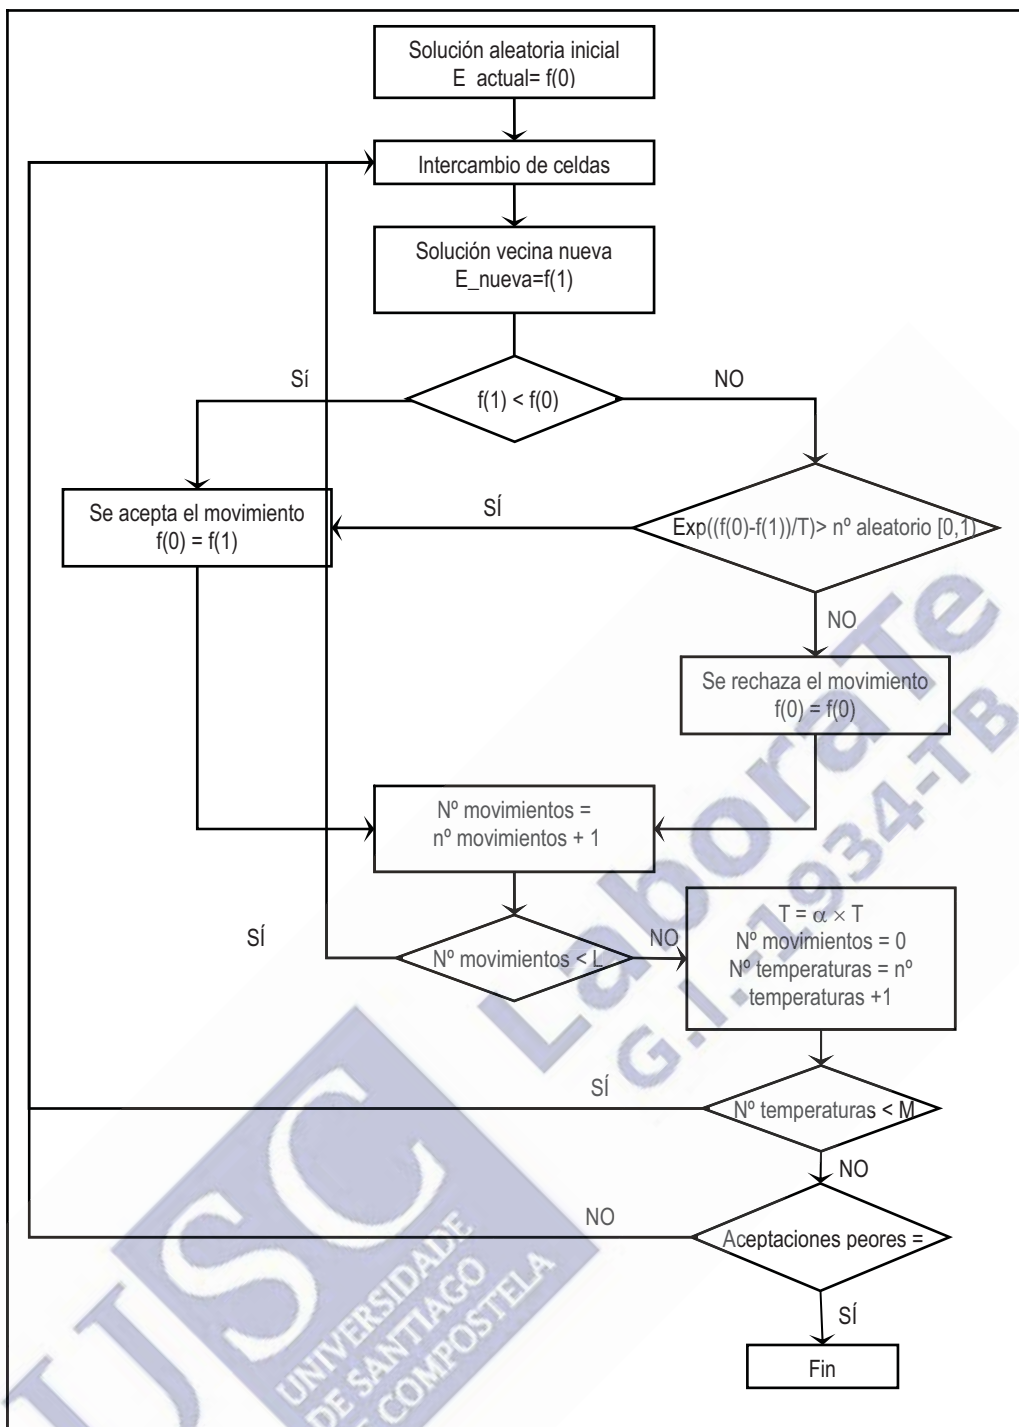 Solución aleatoria inicial
E_actual= f(0)
Intercambio de celdas
Solución vecina nueva
E_nueva=f(1)
Sí
NO
f(1) < f(0)
Se acepta el movimiento
f(0) = f(1)
SÍ
Exp((f(0)-f(1))/T)> nº aleatorio [0,1)
NO
Se rechaza el movimiento
f(0) = f(0)
Nº movimientos =
nº movimientos + 1
SÍ
Nº movimientos < L
NO
T = α × T
Nº movimientos = 0
Nº temperaturas = nº
temperaturas +1
SÍ
Nº temperaturas < M
NO
NO
Aceptaciones peores =
SÍ
Fin
LaboraTe
G.I.-1934-TB
USC
UNIVERSIDADE
DE SANTIAGO
DE COMPOSTELA